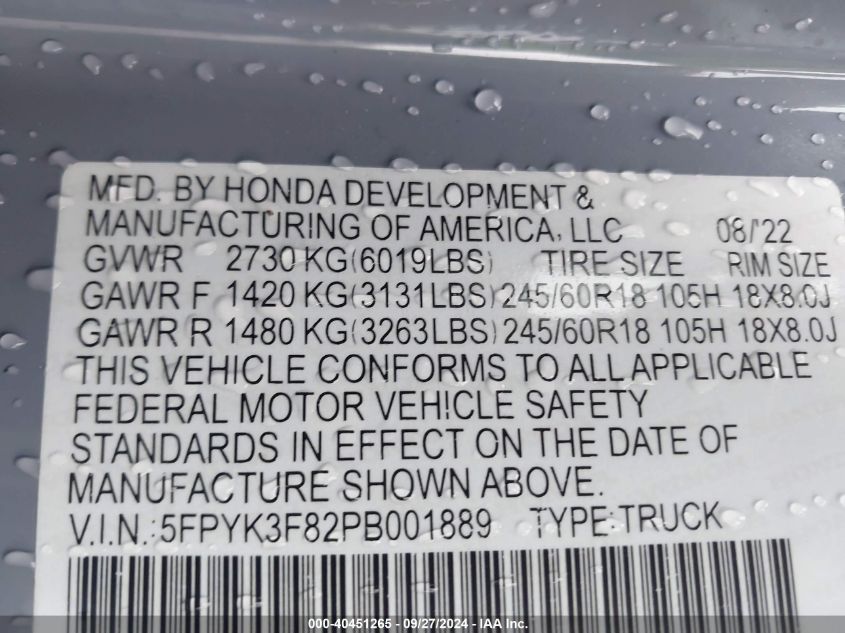 MFD. BY HONDA DEVELOPMENT &
MANUFACTURING OF AMERICA, LLC 08/22
GVWR 2730 KG(6019LBS) TIRE SIZE RIM SIZE
GAWR F 1420 KG(3131LBS) 245/60R18 105H 18X8.0J
GAWR R 1480 KG(3263LBS) 245/60R18 105H 18X8.0J
THIS VEHICLE CONFORMS TO ALL APPLICABLE
FEDERAL MOTOR VEHICLE SAFETY
STANDARDS IN EFFECT ON THE DATE OF
MANUFACTURE SHOWN ABOVE.
V.I.N.:5FPYK3F82PB001889 TYPE:TRUCK
000-40451265 - 09/27/2024 - IAA Inc.